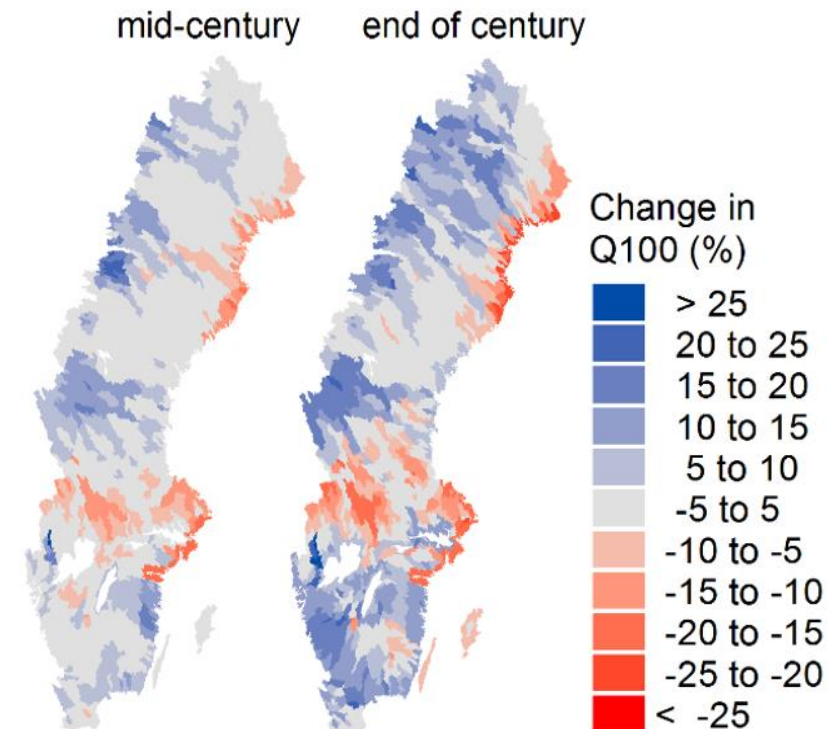 mid-century
end of century
Change in
Q100 (%)
> 25
20 to 25
15 to 20
10 to 15
5 to 10
-5 to 5
-10 to -5
-15 to -10
-20 to -15
-25 to -20
< -25